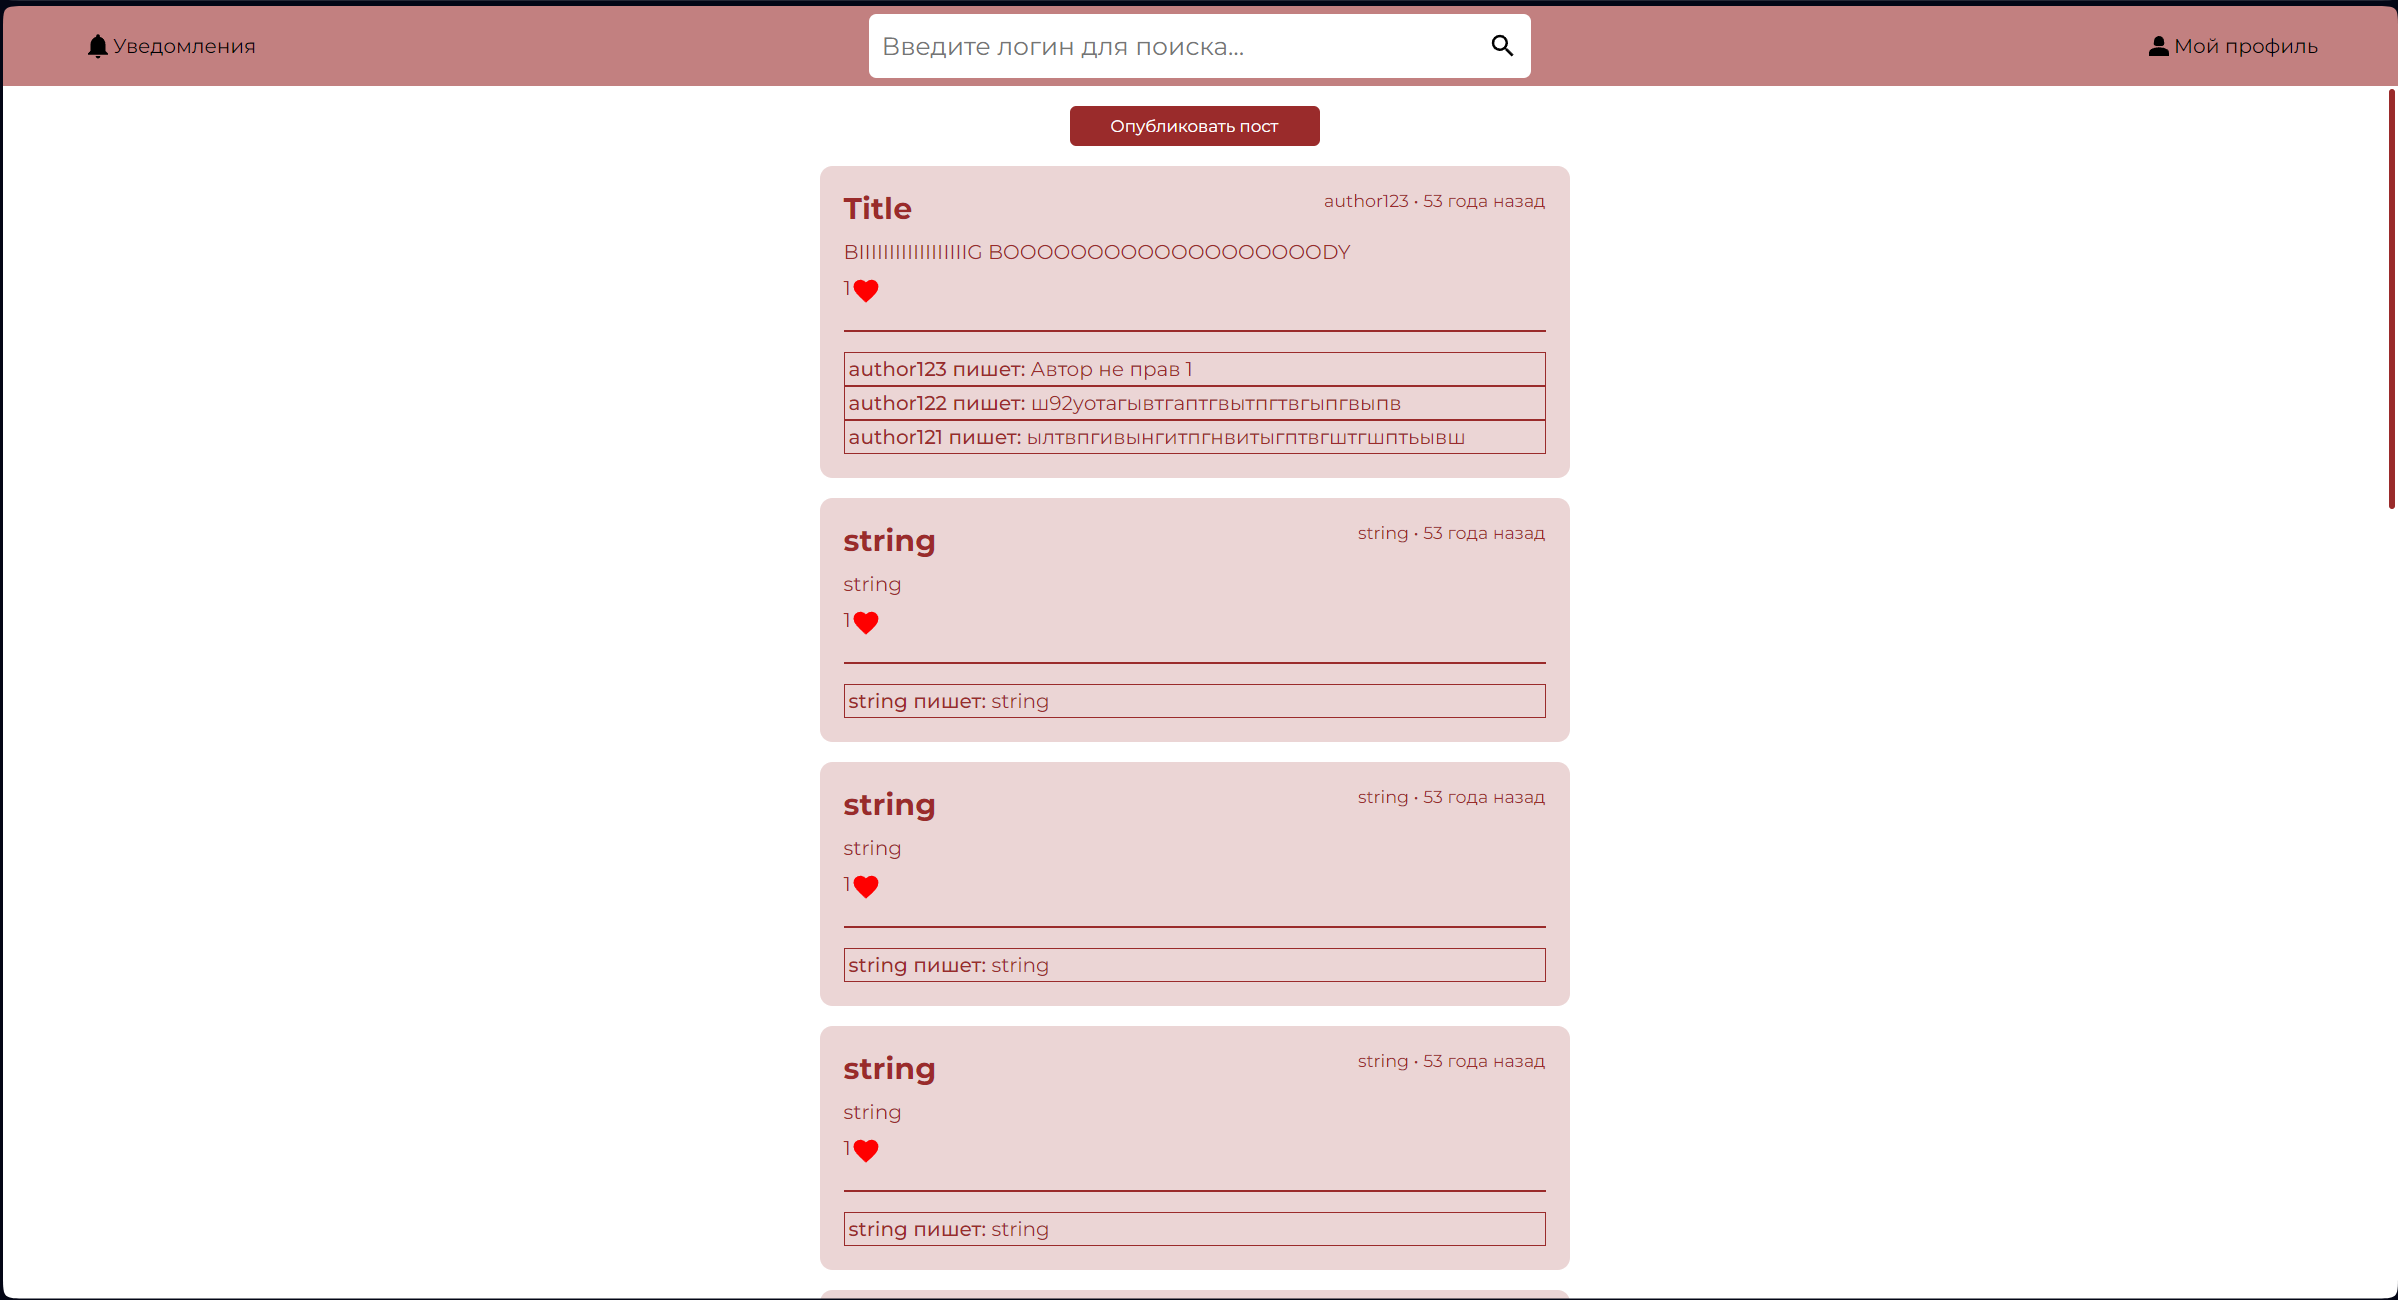 Уведомления
Введите логин для поиска...
Мой профиль
Опубликовать пост
Title
author123 • 53 года назад
BIIIIIIIIIIIIIIIIIIG BOOOOOOOOOOOOOOOOOOODY
1
author123 пишет: Автор не прав 1
author122 пишет: ш92уотагывтгаптгвытпгтвгыпгвыпв
author121 пишет: ылтвпгивынгитпгнвитыгптвгштгшптьывш
string
string • 53 года назад
string
1
string пишет: string
string
string • 53 года назад
string
1
string пишет: string
string
string • 53 года назад
string
1
string пишет: string